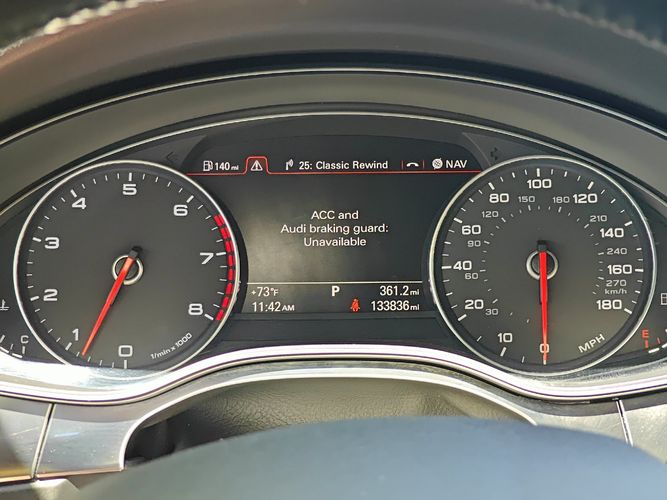 140 mi
25: Classic Rewind
NAV
ACC and
Audi braking guard:
Unavailable
+73°F
P
361.2 mi
11:42 AM
133836 mi
0
1
2
3
4
5
6
7
8
1/min x 1000
C
0
10
20
40
60
80
100
120
140
160
180
MPH
30
60
90
120
150
180
210
240
270
km/h
E